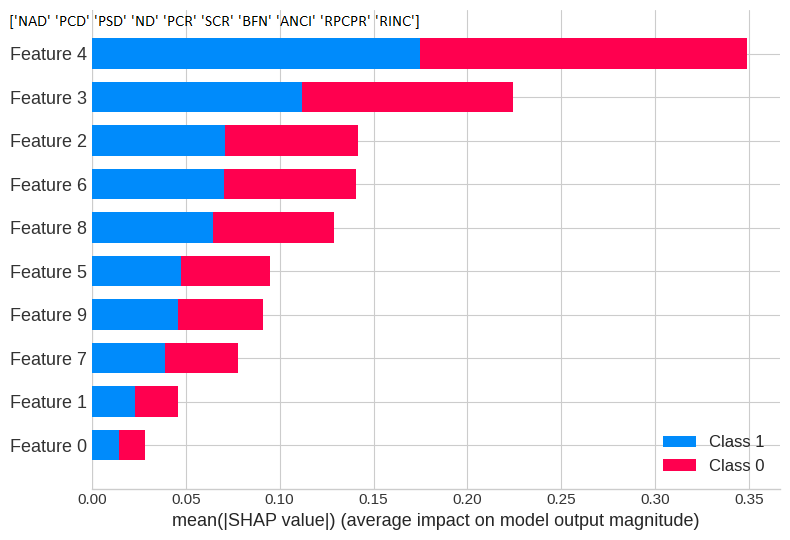 ['NAD' 'PCD' 'PSD' 'ND' 'PCR' 'SCR' 'BFN' 'ANCI' 'RPCPR' 'RINC']
Feature 4
Feature 3
Feature 2
Feature 6
Feature 8
Feature 5
Feature 9
Feature 7
Feature 1
Feature 0
Class 1
Class 0
0.00 0.05 0.10 0.15 0.20 0.25 0.30 0.35
mean(|SHAP value|) (average impact on model output magnitude)